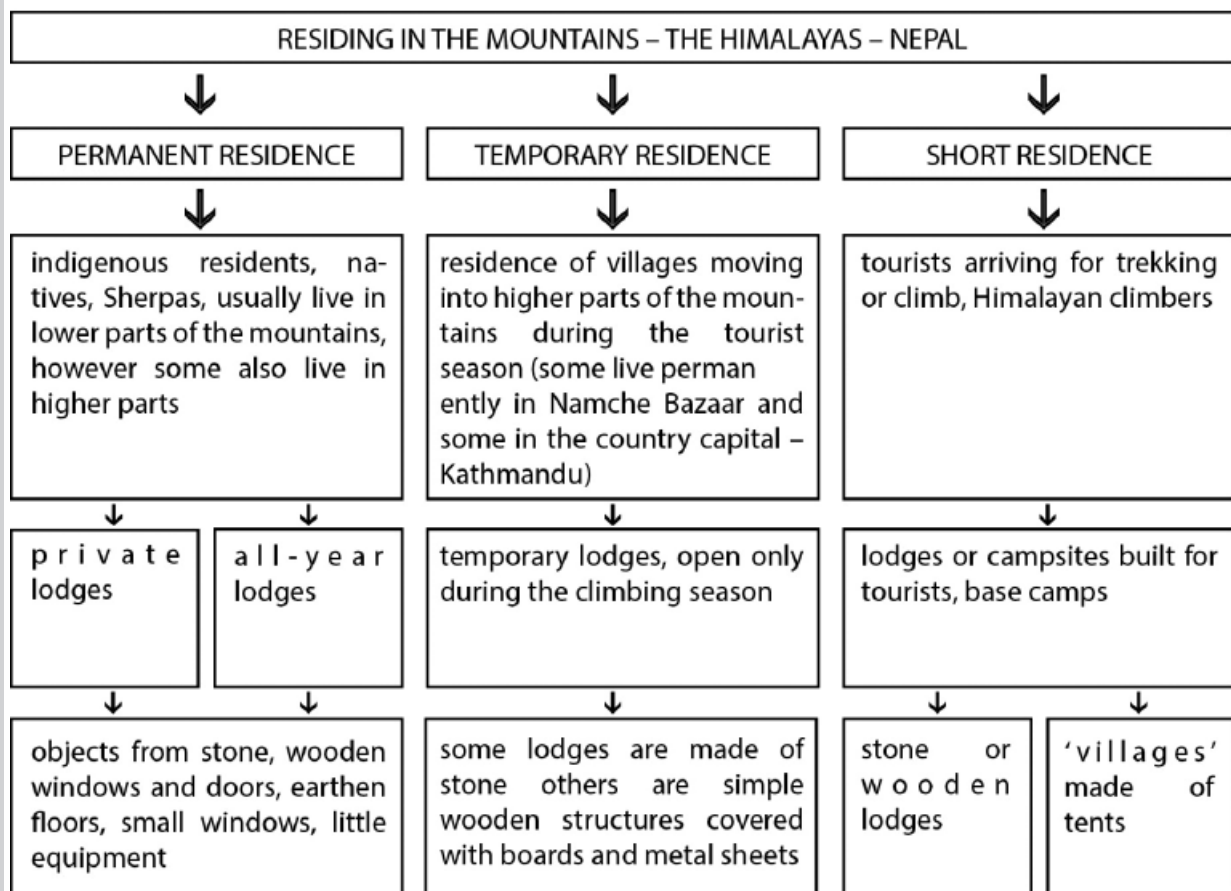 RESIDING IN THE MOUNTAINS – THE HIMALAYAS – NEPAL
PERMANENT RESIDENCE
TEMPORARY RESIDENCE
SHORT RESIDENCE
indigenous residents, na-
tives, Sherpas, usually live in
lower parts of the mountains,
however some also live in
higher parts
residence of villages moving
into higher parts of the moun-
tains during the tourist
season (some live perman
ently in Namche Bazaar and
some in the country capital –
Kathmandu)
tourists arriving for trekking
or climb, Himalayan climbers
private
lodges
all-year
lodges
temporary lodges, open only
during the climbing season
lodges or campsites built for
tourists, base camps
objects from stone, wooden
windows and doors, earthen
floors, small windows, little
equipment
some lodges are made of
stone others are simple
wooden structures covered
with boards and metal sheets
stone or
wooden
lodges
'villages'
made of
tents